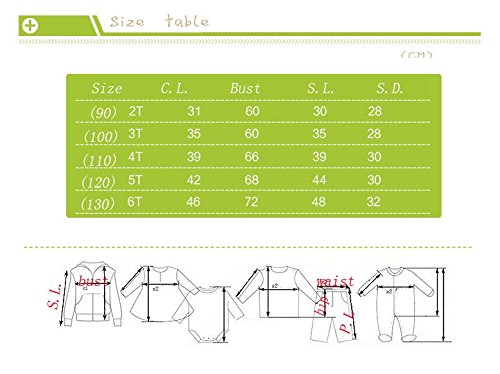 Size table
(CM)
Size C.L. Bust S.L. S.D.
(90) 2T 31 60 30 28
(100) 3T 35 60 35 28
(110) 4T 39 66 39 30
(120) 5T 42 68 44 30
(130) 6T 46 72 48 32
S.L. bust x2 x2 waist hip P.L.